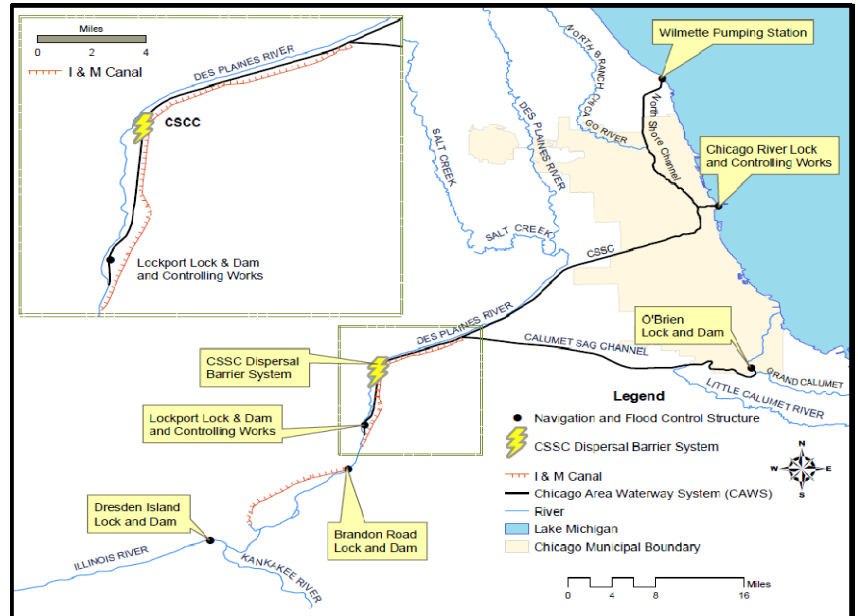 Miles
0 2 4
I & M Canal
DES PLAINES RIVER
CSCC
Lockport Lock & Dam
and Controlling Works
NORTH BRANCH CHICAGO RIVER
Wilmette Pumping Station
North Shore Channel
DES PLAINES RIVER
SALT CREEK
Chicago River Lock
and Controlling Works
SALT CREEK
CSSC
O'Brien
Lock and Dam
DES PLAINES RIVER
CALUMET SAG CHANNEL
GRAND CALUMET
LITTLE CALUMET RIVER
CSSC Dispersal
Barrier System
Lockport Lock & Dam
and Controlling Works
Dresden Island
Lock and Dam
Brandon Road
Lock and Dam
ILLINOIS RIVER
KANKAKEE RIVER
Legend
Navigation and Flood Control Structure
CSSC Dispersal Barrier System
I & M Canal
Chicago Area Waterway System (CAWS)
River
Lake Michigan
Chicago Municipal Boundary
N
W E
S
Miles
0 4 8 16